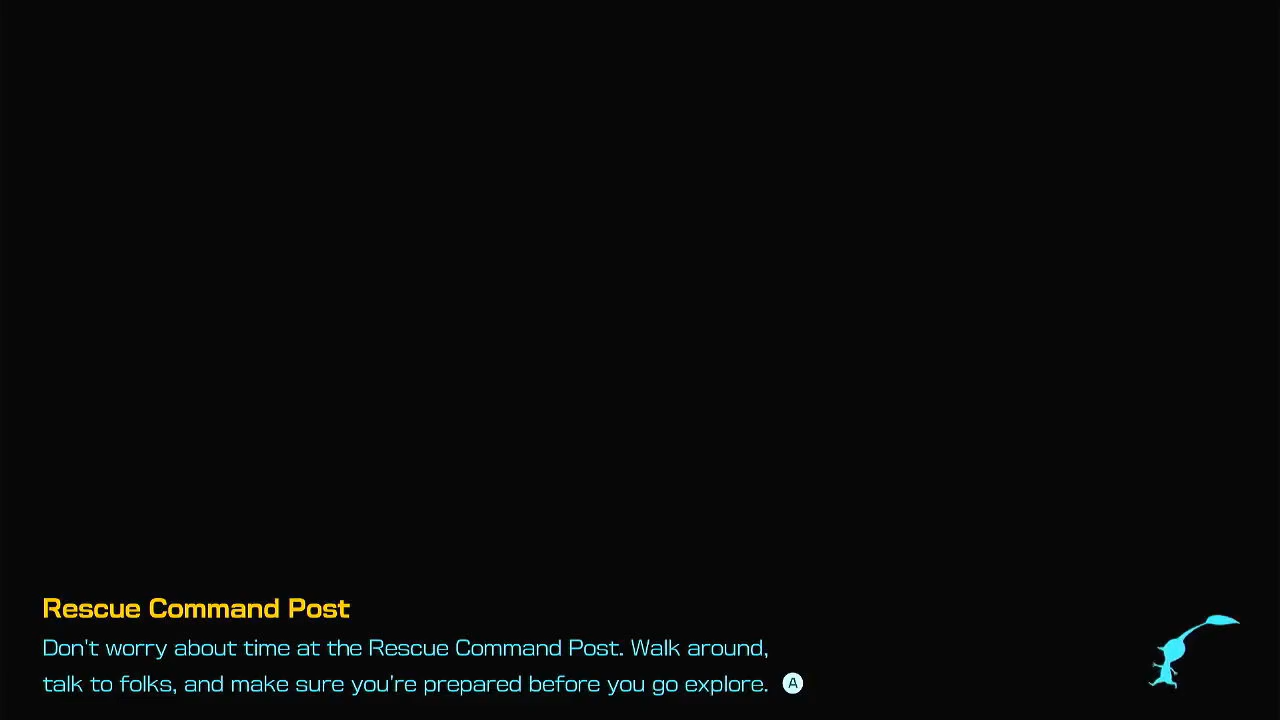 Rescue Command Post
Don't worry about time at the Rescue Command Post. Walk around,
talk to folks, and make sure you're prepared before you go explore. A